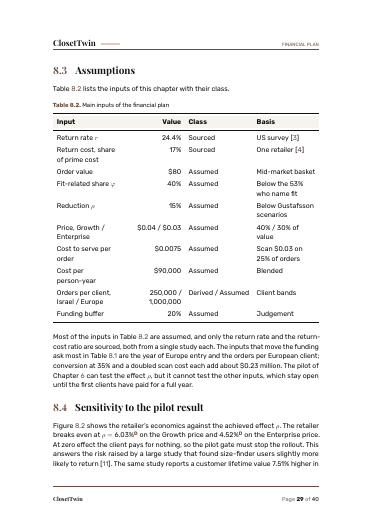 ClosetTwin
FINANCIAL PLAN
8.3 Assumptions
Table 8.2 lists the inputs of this chapter with their class.
Table 8.2. Main inputs of the financial plan
Input Value Class Basis
Return rate r 24.4% Sourced US survey [3]
Return cost, share of prime cost 17% Sourced One retailer [4]
Order value $80 Assumed Mid-market basket
Fit-related share φ 40% Assumed Below the 53% who name fit
Reduction ρ 15% Assumed Below Gustafsson scenarios
Price, Growth / Enterprise $0.04 / $0.03 Assumed 40% / 30% of value
Cost to serve per order $0.0075 Assumed Scan $0.03 on 25% of orders
Cost per person-year $90,000 Assumed Blended
Orders per client, Israel / Europe 250,000 / 1,000,000 Derived / Assumed Client bands
Funding buffer 20% Assumed Judgement
Most of the inputs in Table 8.2 are assumed, and only the return rate and the return-
cost ratio are sourced, both from a single study each. The inputs that move the funding
ask most in Table 8.1 are the year of Europe entry and the orders per European client;
conversion at 35% and a doubled scan cost each add about $0.23 million. The pilot of
Chapter 6 can test the effect ρ, but it cannot test the other inputs, which stay open
until the first clients have paid for a full year.
8.4 Sensitivity to the pilot result
Figure 8.2 shows the retailer's economics against the achieved effect ρ. The retailer
breaks even at ρ = 6.03% on the Growth price and 4.52% on the Enterprise price.
At zero effect the client pays for nothing, so the pilot gate must stop the rollout. This
answers the risk raised by a large study that found size-finder users slightly more
likely to return [11]. The same study reports a customer lifetime value 7.51% higher in
ClosetTwin
Page 29 of 40